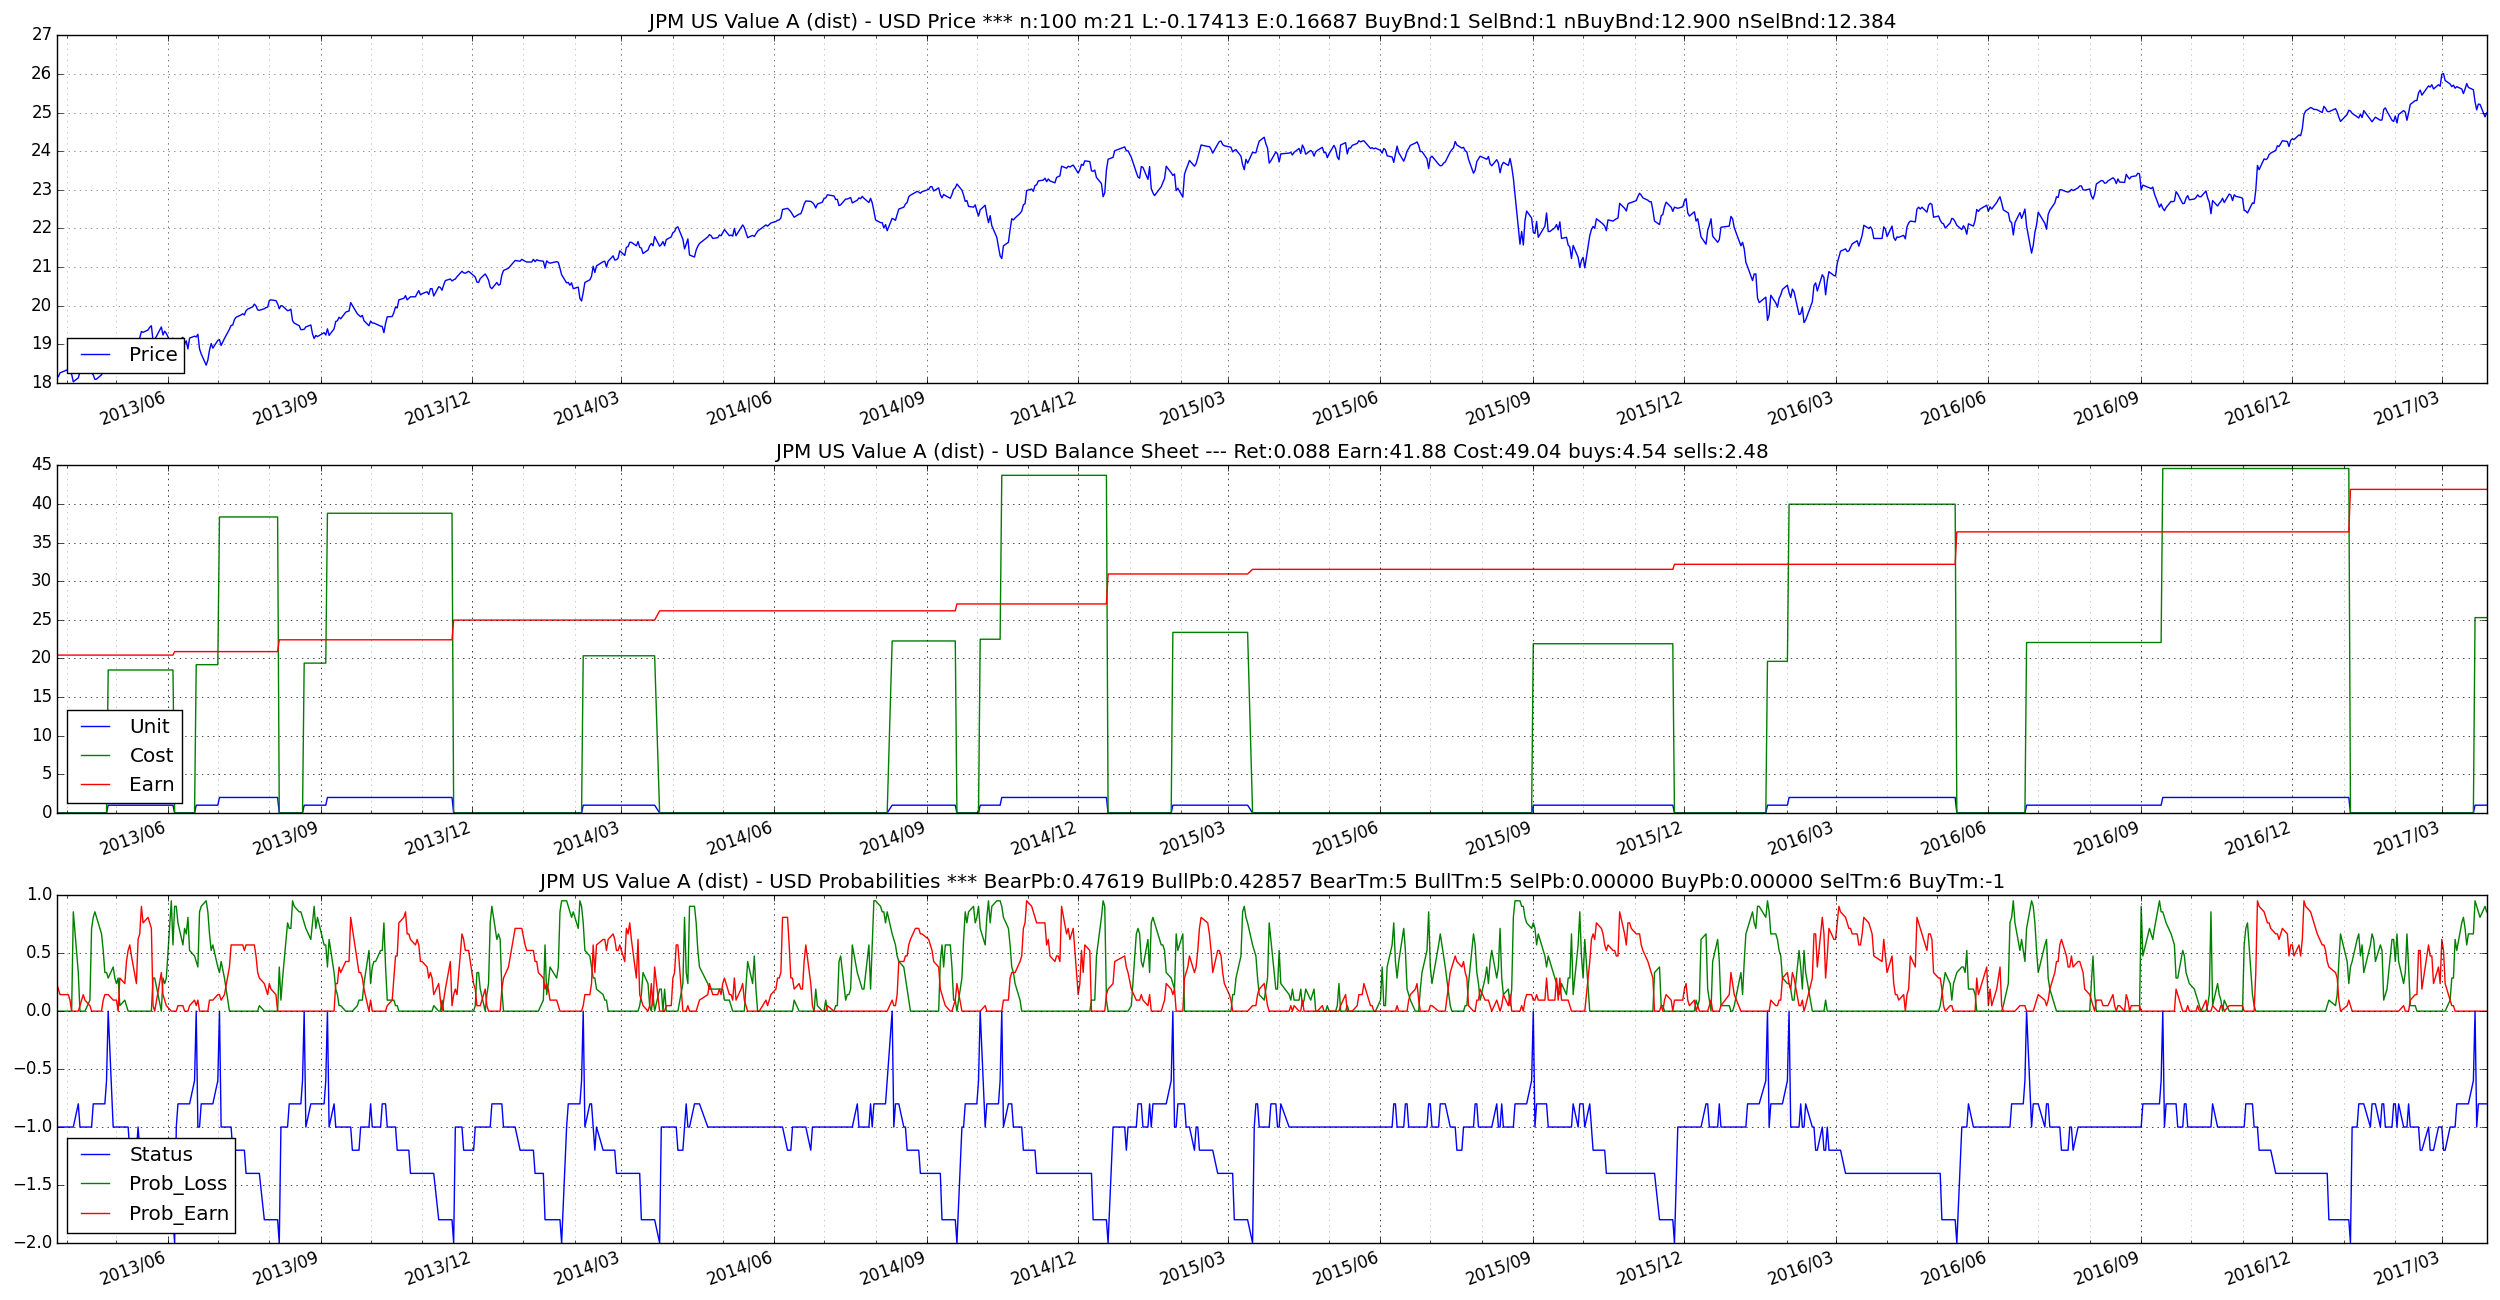 JPM US Value A (dist) - USD Price *** n:100 m:21 L:-0.17413 E:0.16687 BuyBnd:1 SelBnd:1 nBuyBnd:12.900 nSelBnd:12.384
27
26
25
24
23
22
21
20
19
18
Price
2013/06 2013/09 2013/12 2014/03 2014/06 2014/09 2014/12 2015/03 2015/06 2015/09 2015/12 2016/03 2016/06 2016/09 2016/12 2017/03
JPM US Value A (dist) - USD Balance Sheet --- Ret:0.088 Earn:41.88 Cost:49.04 buys:4.54 sells:2.48
45
40
35
30
25
20
15
10
5
0
Unit
Cost
Earn
2013/06 2013/09 2013/12 2014/03 2014/06 2014/09 2014/12 2015/03 2015/06 2015/09 2015/12 2016/03 2016/06 2016/09 2016/12 2017/03
JPM US Value A (dist) - USD Probabilities *** BearPb:0.47619 BullPb:0.42857 BearTm:5 BullTm:5 SelPb:0.00000 BuyPb:0.00000 SelTm:6 BuyTm:-1
1.0
0.5
0.0
−0.5
−1.0
−1.5
−2.0
Status
Prob_Loss
Prob_Earn
2013/06 2013/09 2013/12 2014/03 2014/06 2014/09 2014/12 2015/03 2015/06 2015/09 2015/12 2016/03 2016/06 2016/09 2016/12 2017/03